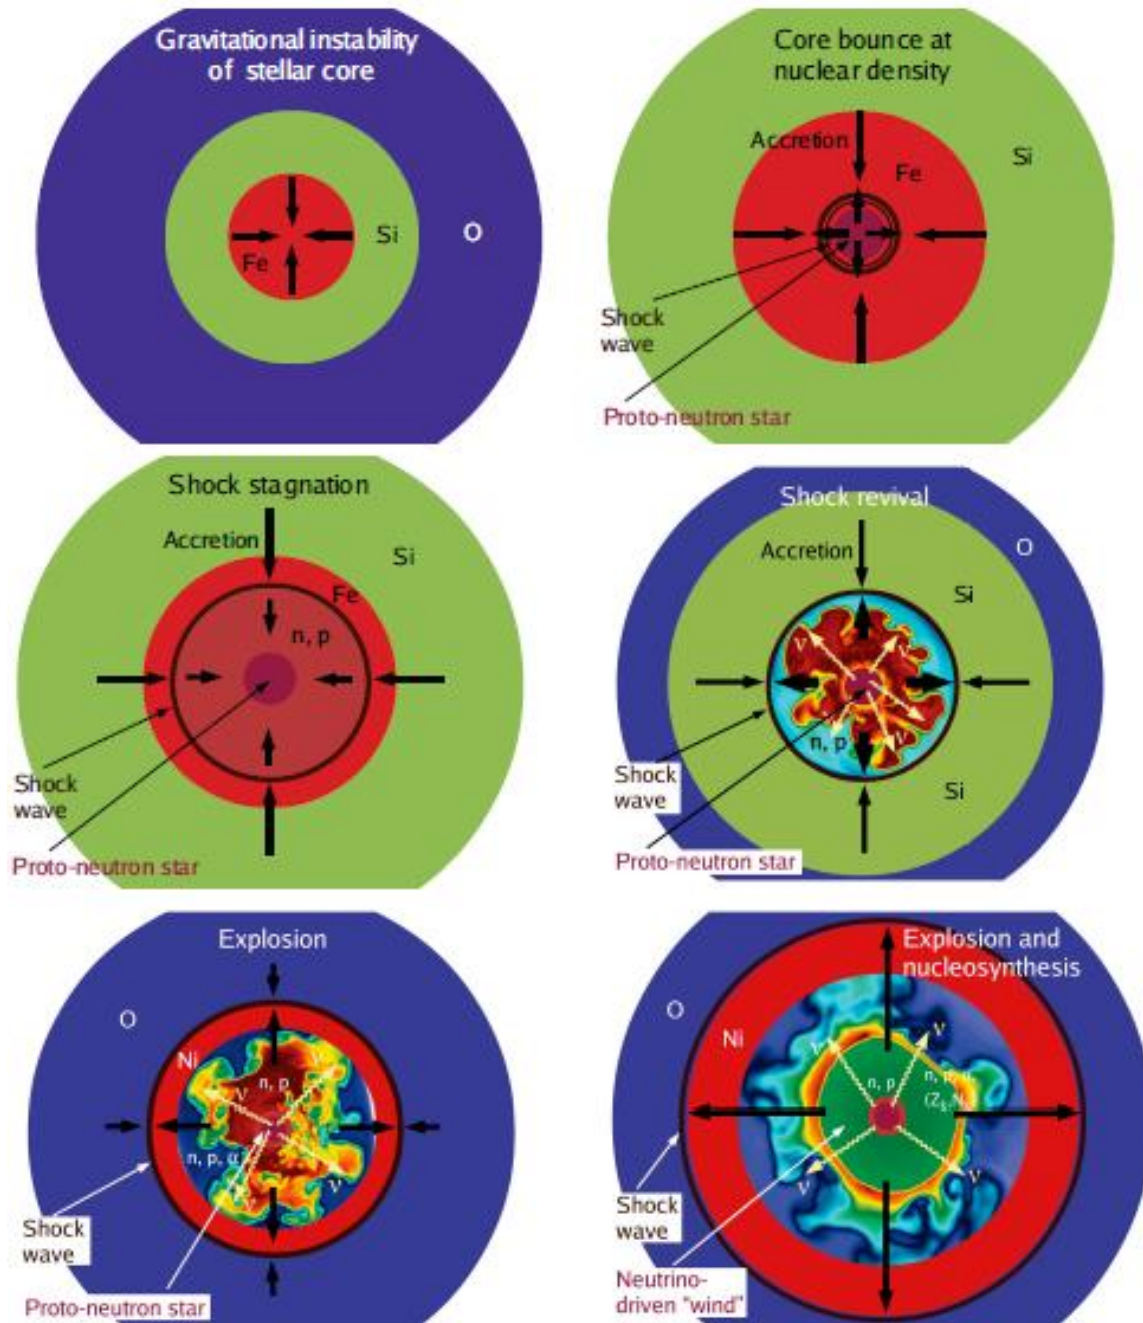 Gravitational instability
of stellar core
Si
O
Fe
Core bounce at
nuclear density
Accretion
Fe
Si
Shock
wave
Proto-neutron star
Shock stagnation
Accretion
Si
Fe
n, p
Shock
wave
Proto-neutron star
Shock revival
O
Accretion
Si
ν
ν
n, p
ν
Shock
wave
Si
Proto-neutron star
Explosion
O
Ni
n, p
ν
ν
n, p, α
ν
ν
Shock
wave
Proto-neutron star
Explosion and
nucleosynthesis
O
Ni
ν
ν
n, p
n, p,
ν
ν
Shock
wave
Neutrino-
driven "wind"